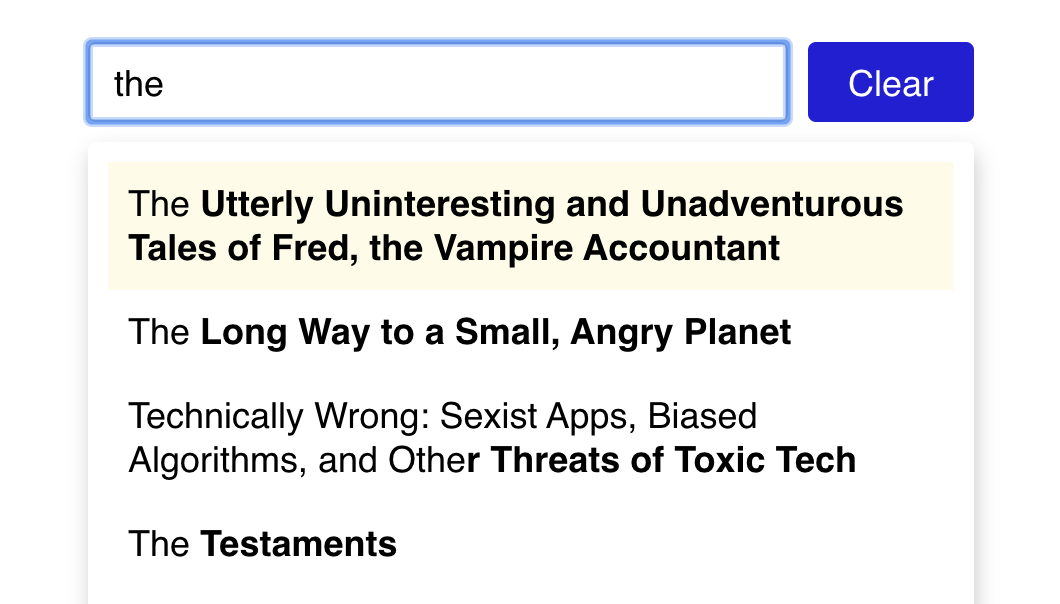 the
Clear
The Utterly Uninteresting and Unadventurous
Tales of Fred, the Vampire Accountant
The Long Way to a Small, Angry Planet
Technically Wrong: Sexist Apps, Biased
Algorithms, and Other Threats of Toxic Tech
The Testaments